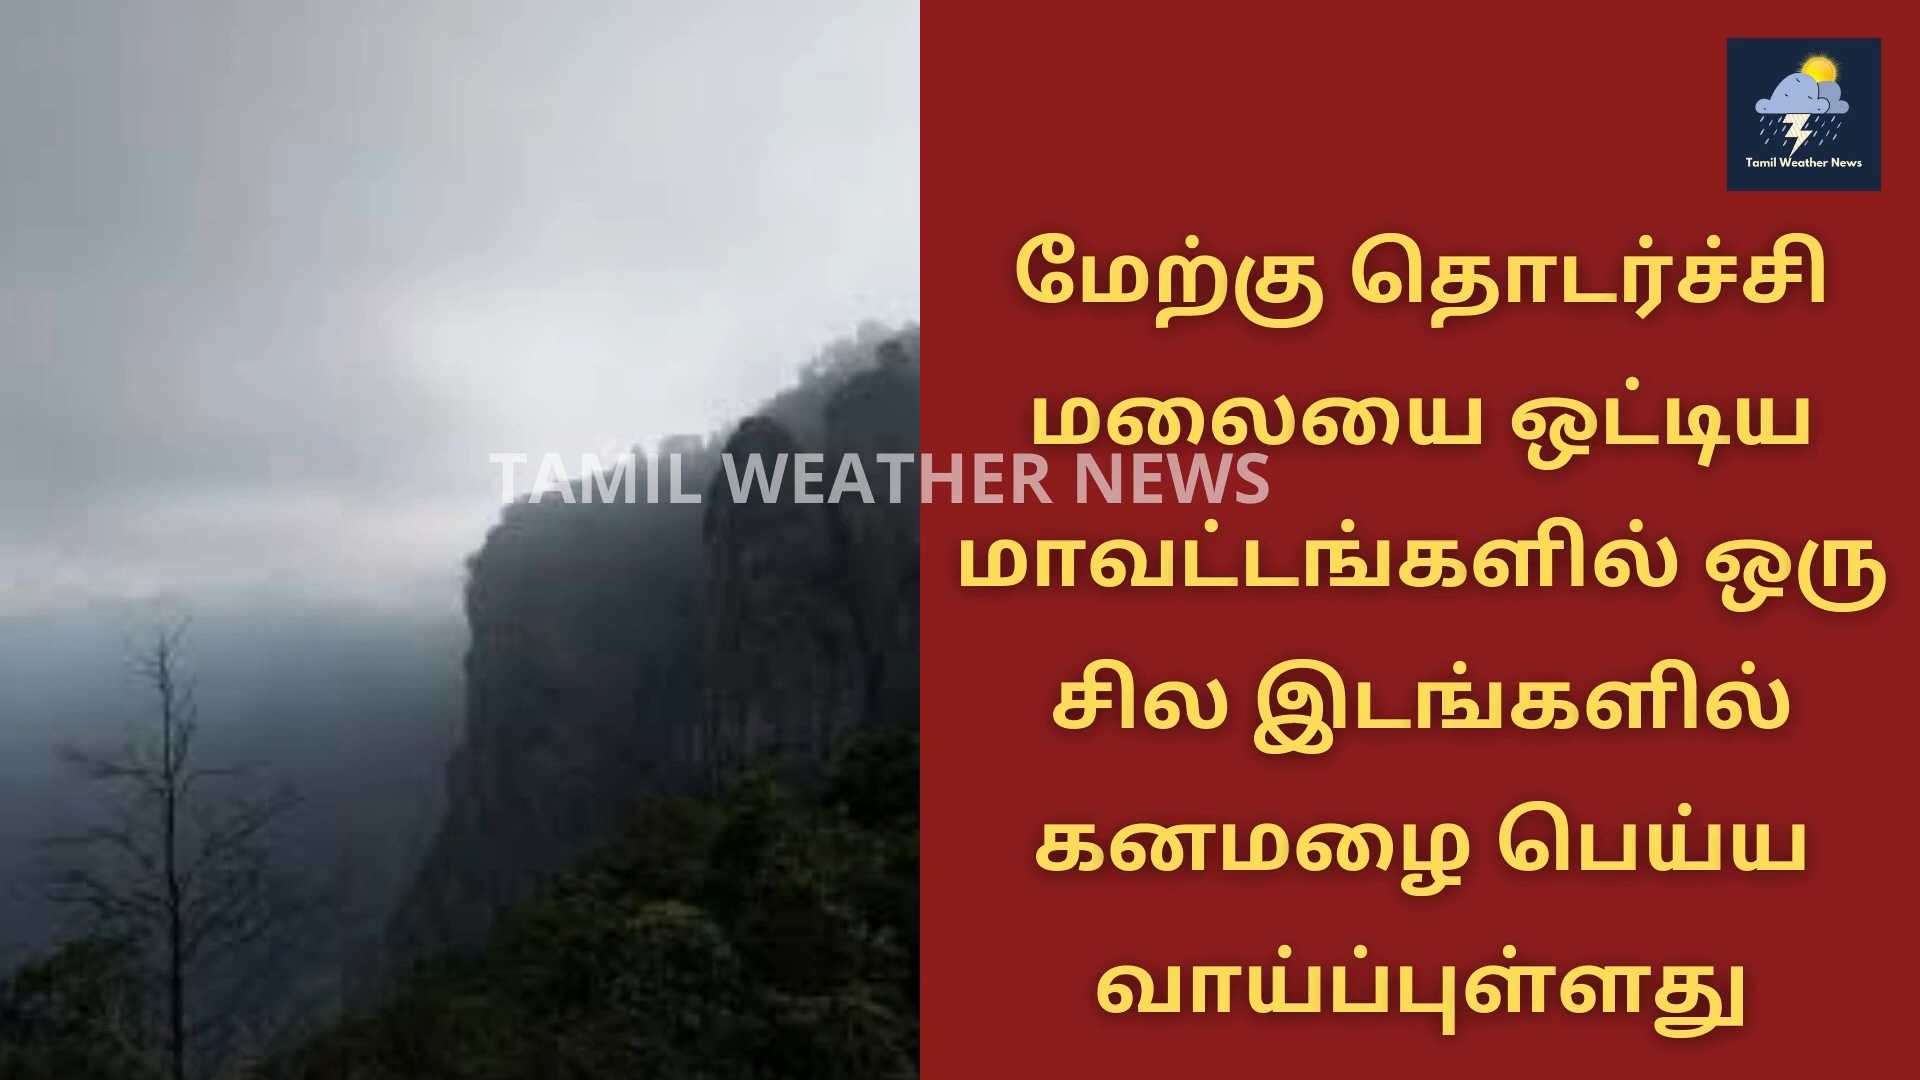 Tamil Weather News
மேற்கு தொடர்ச்சி
மலையை ஒட்டிய
TAMIL WEATHER NEWS
மாவட்டங்களில் ஒரு
சில இடங்களில்
கனமழை பெய்ய
வாய்ப்புள்ளது